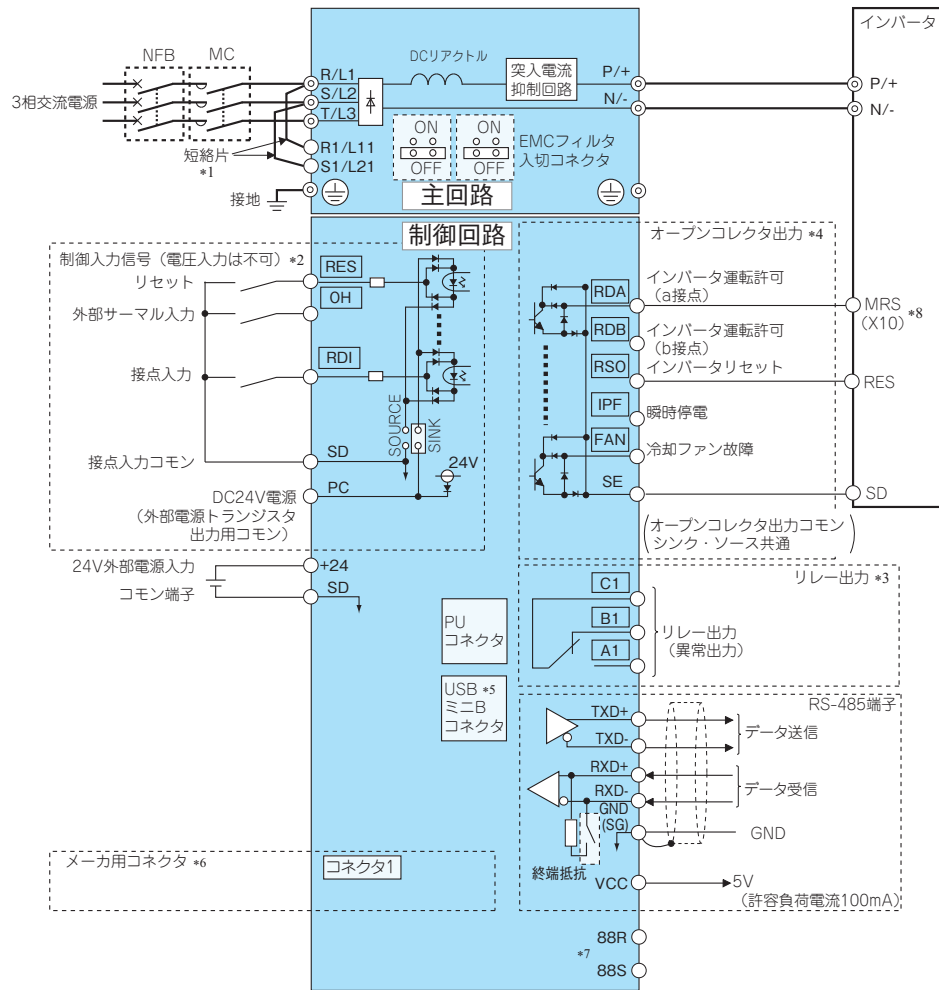 インバータ
NFB
MC
DCリアクトル
R/L1
突入電流
抑制回路
P/+
P/+
S/L2
N/-
N/-
3相交流電源
T/L3
ON
ON
EMCフィルタ
入切コネクタ
OFF
OFF
R1/L11
短絡片
*1
S1/L21
接地
主回路
制御回路
オープンコレクタ出力 *4
制御入力信号（電圧入力は不可）*2
RES
リセット
OH
外部サーマル入力
RDI
接点入力
SOURCE
SINK
SD
接点入力コモン
24V
PC
DC24V電源
（外部電源トランジスタ
出力用コモン）
RDA
インバータ運転許可
（a接点）
MRS
(X10) *8
RDB
インバータ運転許可
（b接点）
RSO
インバータリセット
RES
IPF
瞬時停電
FAN
冷却ファン故障
SE
SD
（オープンコレクタ出力コモン
シンク・ソース共通）
24V外部電源入力
+24
コモン端子
SD
リレー出力 *3
C1
B1
A1
リレー出力
（異常出力）
PU
コネクタ
USB *5
ミニB
コネクタ
RS-485端子
TXD+
TXD-
データ送信
RXD+
RXD-
データ受信
GND
(SG)
GND
終端抵抗
VCC
5V
（許容負荷電流100mA）
メーカ用コネクタ *6
コネクタ1
88R
*7
88S